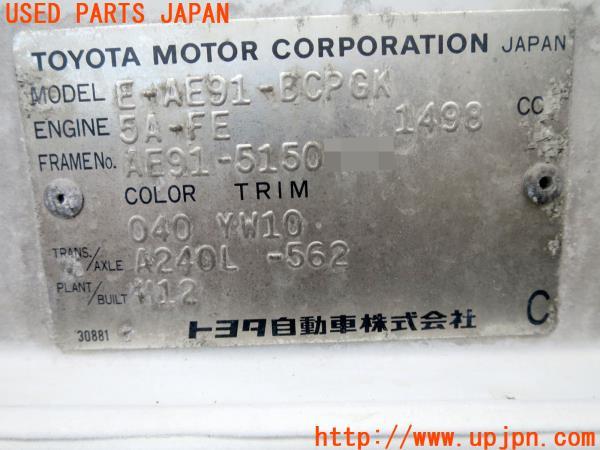 USED PARTS JAPAN
TOYOTA MOTOR CORPORATION JAPAN
MODEL E-AE91-BCPGK
ENGINE 5A-FE 1498 CC
FRAME No. AE91-5150
COLOR TRIM
040 YW10
TRANS./AXLE A240L -562
PLANT/BUILT M12
30881
トヨタ自動車株式会社 C
UPJ
http://www.upjpn.com/